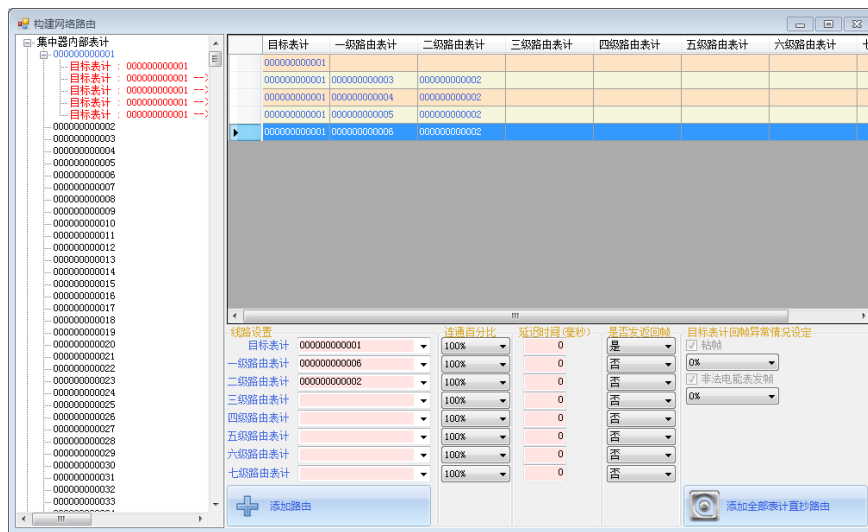 构建网络路由
集中器内部表计
000000000001
目标表计 : 000000000001
目标表计 : 000000000001 -->
目标表计 : 000000000001 -->
目标表计 : 000000000001 -->
目标表计 : 000000000001 -->
000000000002
000000000003
000000000004
000000000005
000000000006
000000000007
000000000008
000000000009
000000000010
000000000011
000000000012
000000000013
000000000014
000000000015
000000000016
000000000017
000000000018
000000000019
000000000020
000000000021
000000000022
000000000023
000000000024
000000000025
000000000026
000000000027
000000000028
000000000029
000000000030
000000000031
000000000032
000000000033
目标表计 一级路由表计 二级路由表计 三级路由表计 四级路由表计 五级路由表计 六级路由表计
000000000001
000000000001 000000000003 000000000002
000000000001 000000000004 000000000002
000000000001 000000000005 000000000002
000000000001 000000000006 000000000002
线路设置 连通百分比 延迟时间(毫秒) 是否发返回帧 目标表计回帧异常情况设定
目标表计 000000000001 100% 0 是 粘帧
一级路由表计 000000000006 100% 0 否 0%
二级路由表计 000000000002 100% 0 否 非法电能表发帧
三级路由表计 100% 0 否 0%
四级路由表计 100% 0 否
五级路由表计 100% 0 否
六级路由表计 100% 0 否
七级路由表计 100% 0 否
添加路由 添加全部表计直抄路由